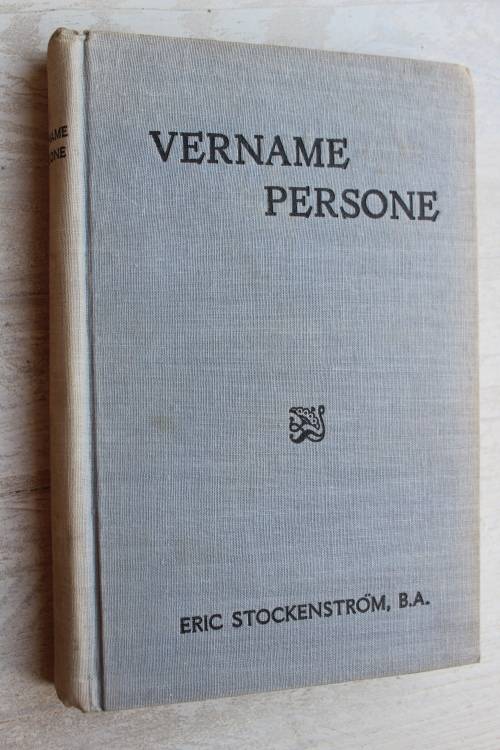 VERNAME
PERSONE
ERIC STOCKENSTRÖM, B.A.